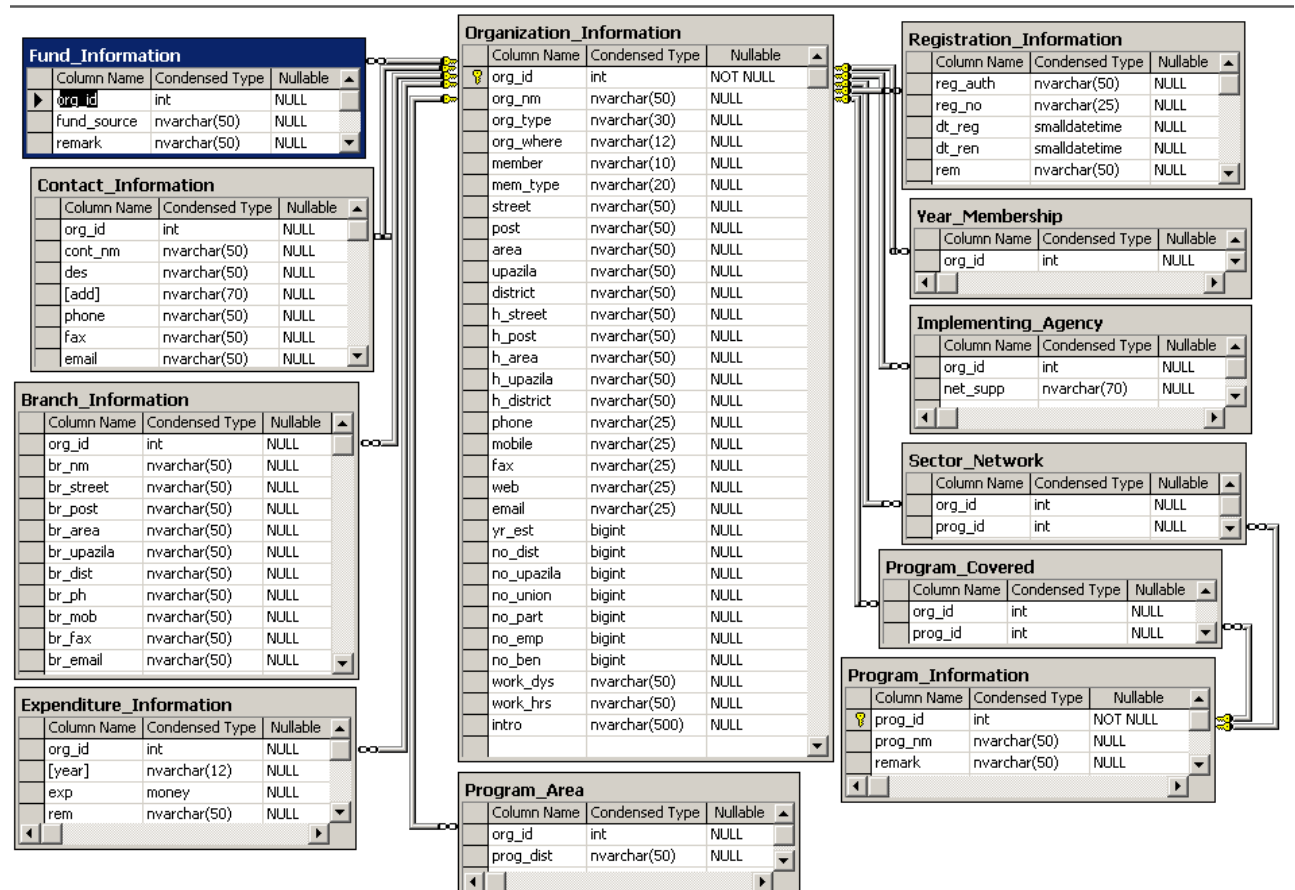 Fund_Information
Column Name Condensed Type Nullable
org_id int NULL
fund_source nvarchar(50) NULL
remark nvarchar(50) NULL
Contact_Information
Column Name Condensed Type Nullable
org_id int NULL
cont_nm nvarchar(50) NULL
des nvarchar(50) NULL
[add] nvarchar(70) NULL
phone nvarchar(50) NULL
fax nvarchar(50) NULL
email nvarchar(50) NULL
Branch_Information
Column Name Condensed Type Nullable
org_id int NULL
br_nm nvarchar(50) NULL
br_street nvarchar(50) NULL
br_post nvarchar(50) NULL
br_area nvarchar(50) NULL
br_upazila nvarchar(50) NULL
br_dist nvarchar(50) NULL
br_ph nvarchar(50) NULL
br_mob nvarchar(50) NULL
br_fax nvarchar(50) NULL
br_email nvarchar(50) NULL
Expenditure_Information
Column Name Condensed Type Nullable
org_id int NULL
[year] nvarchar(12) NULL
exp money NULL
rem nvarchar(50) NULL
Organization_Information
Column Name Condensed Type Nullable
org_id int NOT NULL
org_nm nvarchar(50) NULL
org_type nvarchar(30) NULL
org_where nvarchar(12) NULL
member nvarchar(10) NULL
mem_type nvarchar(20) NULL
street nvarchar(50) NULL
post nvarchar(50) NULL
area nvarchar(50) NULL
upazila nvarchar(50) NULL
district nvarchar(50) NULL
h_street nvarchar(50) NULL
h_post nvarchar(50) NULL
h_area nvarchar(50) NULL
h_upazila nvarchar(50) NULL
h_district nvarchar(50) NULL
phone nvarchar(25) NULL
mobile nvarchar(25) NULL
fax nvarchar(25) NULL
web nvarchar(25) NULL
email nvarchar(25) NULL
yr_est bigint NULL
no_dist bigint NULL
no_upazila bigint NULL
no_union bigint NULL
no_part bigint NULL
no_emp bigint NULL
no_ben bigint NULL
work_dys nvarchar(50) NULL
work_hrs nvarchar(50) NULL
intro nvarchar(500) NULL
Program_Area
Column Name Condensed Type Nullable
org_id int NULL
prog_dist nvarchar(50) NULL
Registration_Information
Column Name Condensed Type Nullable
reg_auth nvarchar(50) NULL
reg_no nvarchar(25) NULL
dt_reg smalldatetime NULL
dt_ren smalldatetime NULL
rem nvarchar(50) NULL
Year_Membership
Column Name Condensed Type Nullable
org_id int NULL
Implementing_Agency
Column Name Condensed Type Nullable
org_id int NULL
net_supp nvarchar(70) NULL
Sector_Network
Column Name Condensed Type Nullable
org_id int NULL
prog_id int NULL
Program_Covered
Column Name Condensed Type Nullable
org_id int NULL
prog_id int NULL
Program_Information
Column Name Condensed Type Nullable
prog_id int NOT NULL
prog_nm nvarchar(50) NULL
remark nvarchar(50) NULL